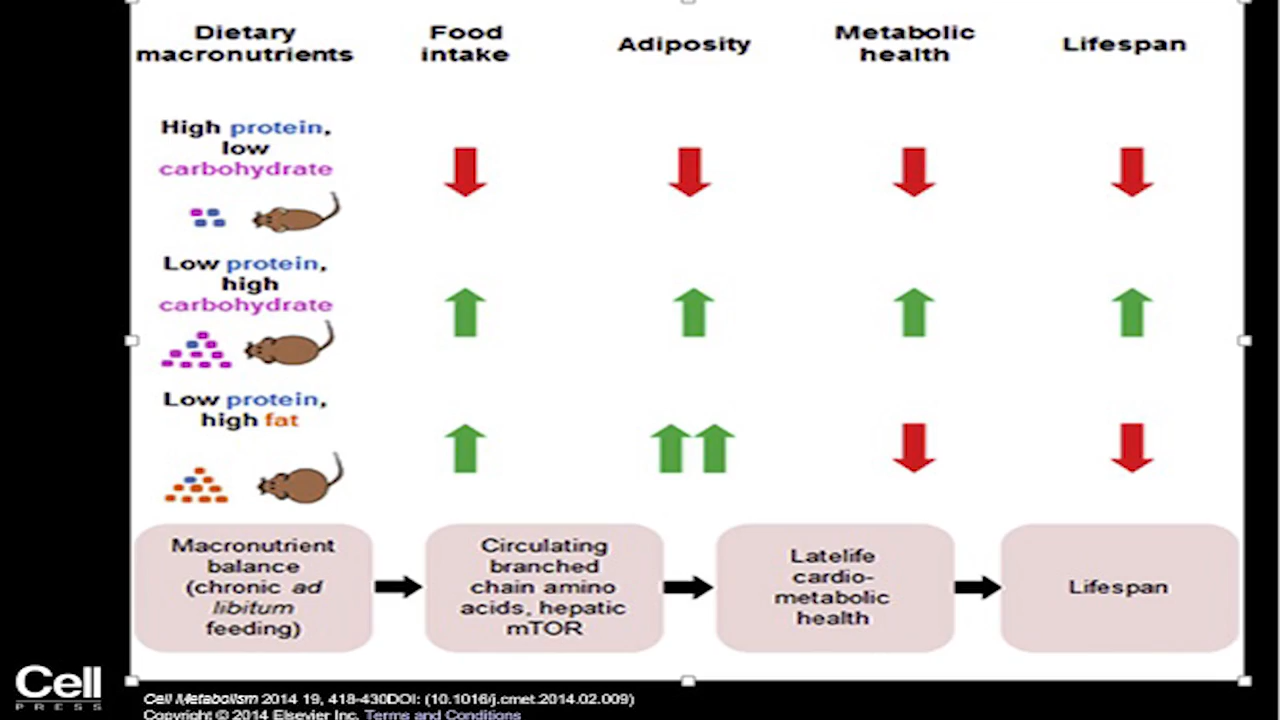 Dietary macronutrients
Food intake
Adiposity
Metabolic health
Lifespan
High protein,
low
carbohydrate
Low protein,
high
carbohydrate
Low protein,
high fat
Macronutrient
balance
(chronic ad
libitum
feeding)
Circulating
branched
chain amino
acids, hepatic
mTOR
Latelife
cardio-
metabolic
health
Lifespan
Cell
PRESS
Cell Metabolism 2014 19, 418-430DOI: (10.1016/j.cmet.2014.02.009)
Copyright © 2014 Elsevier Inc. Terms and Conditions